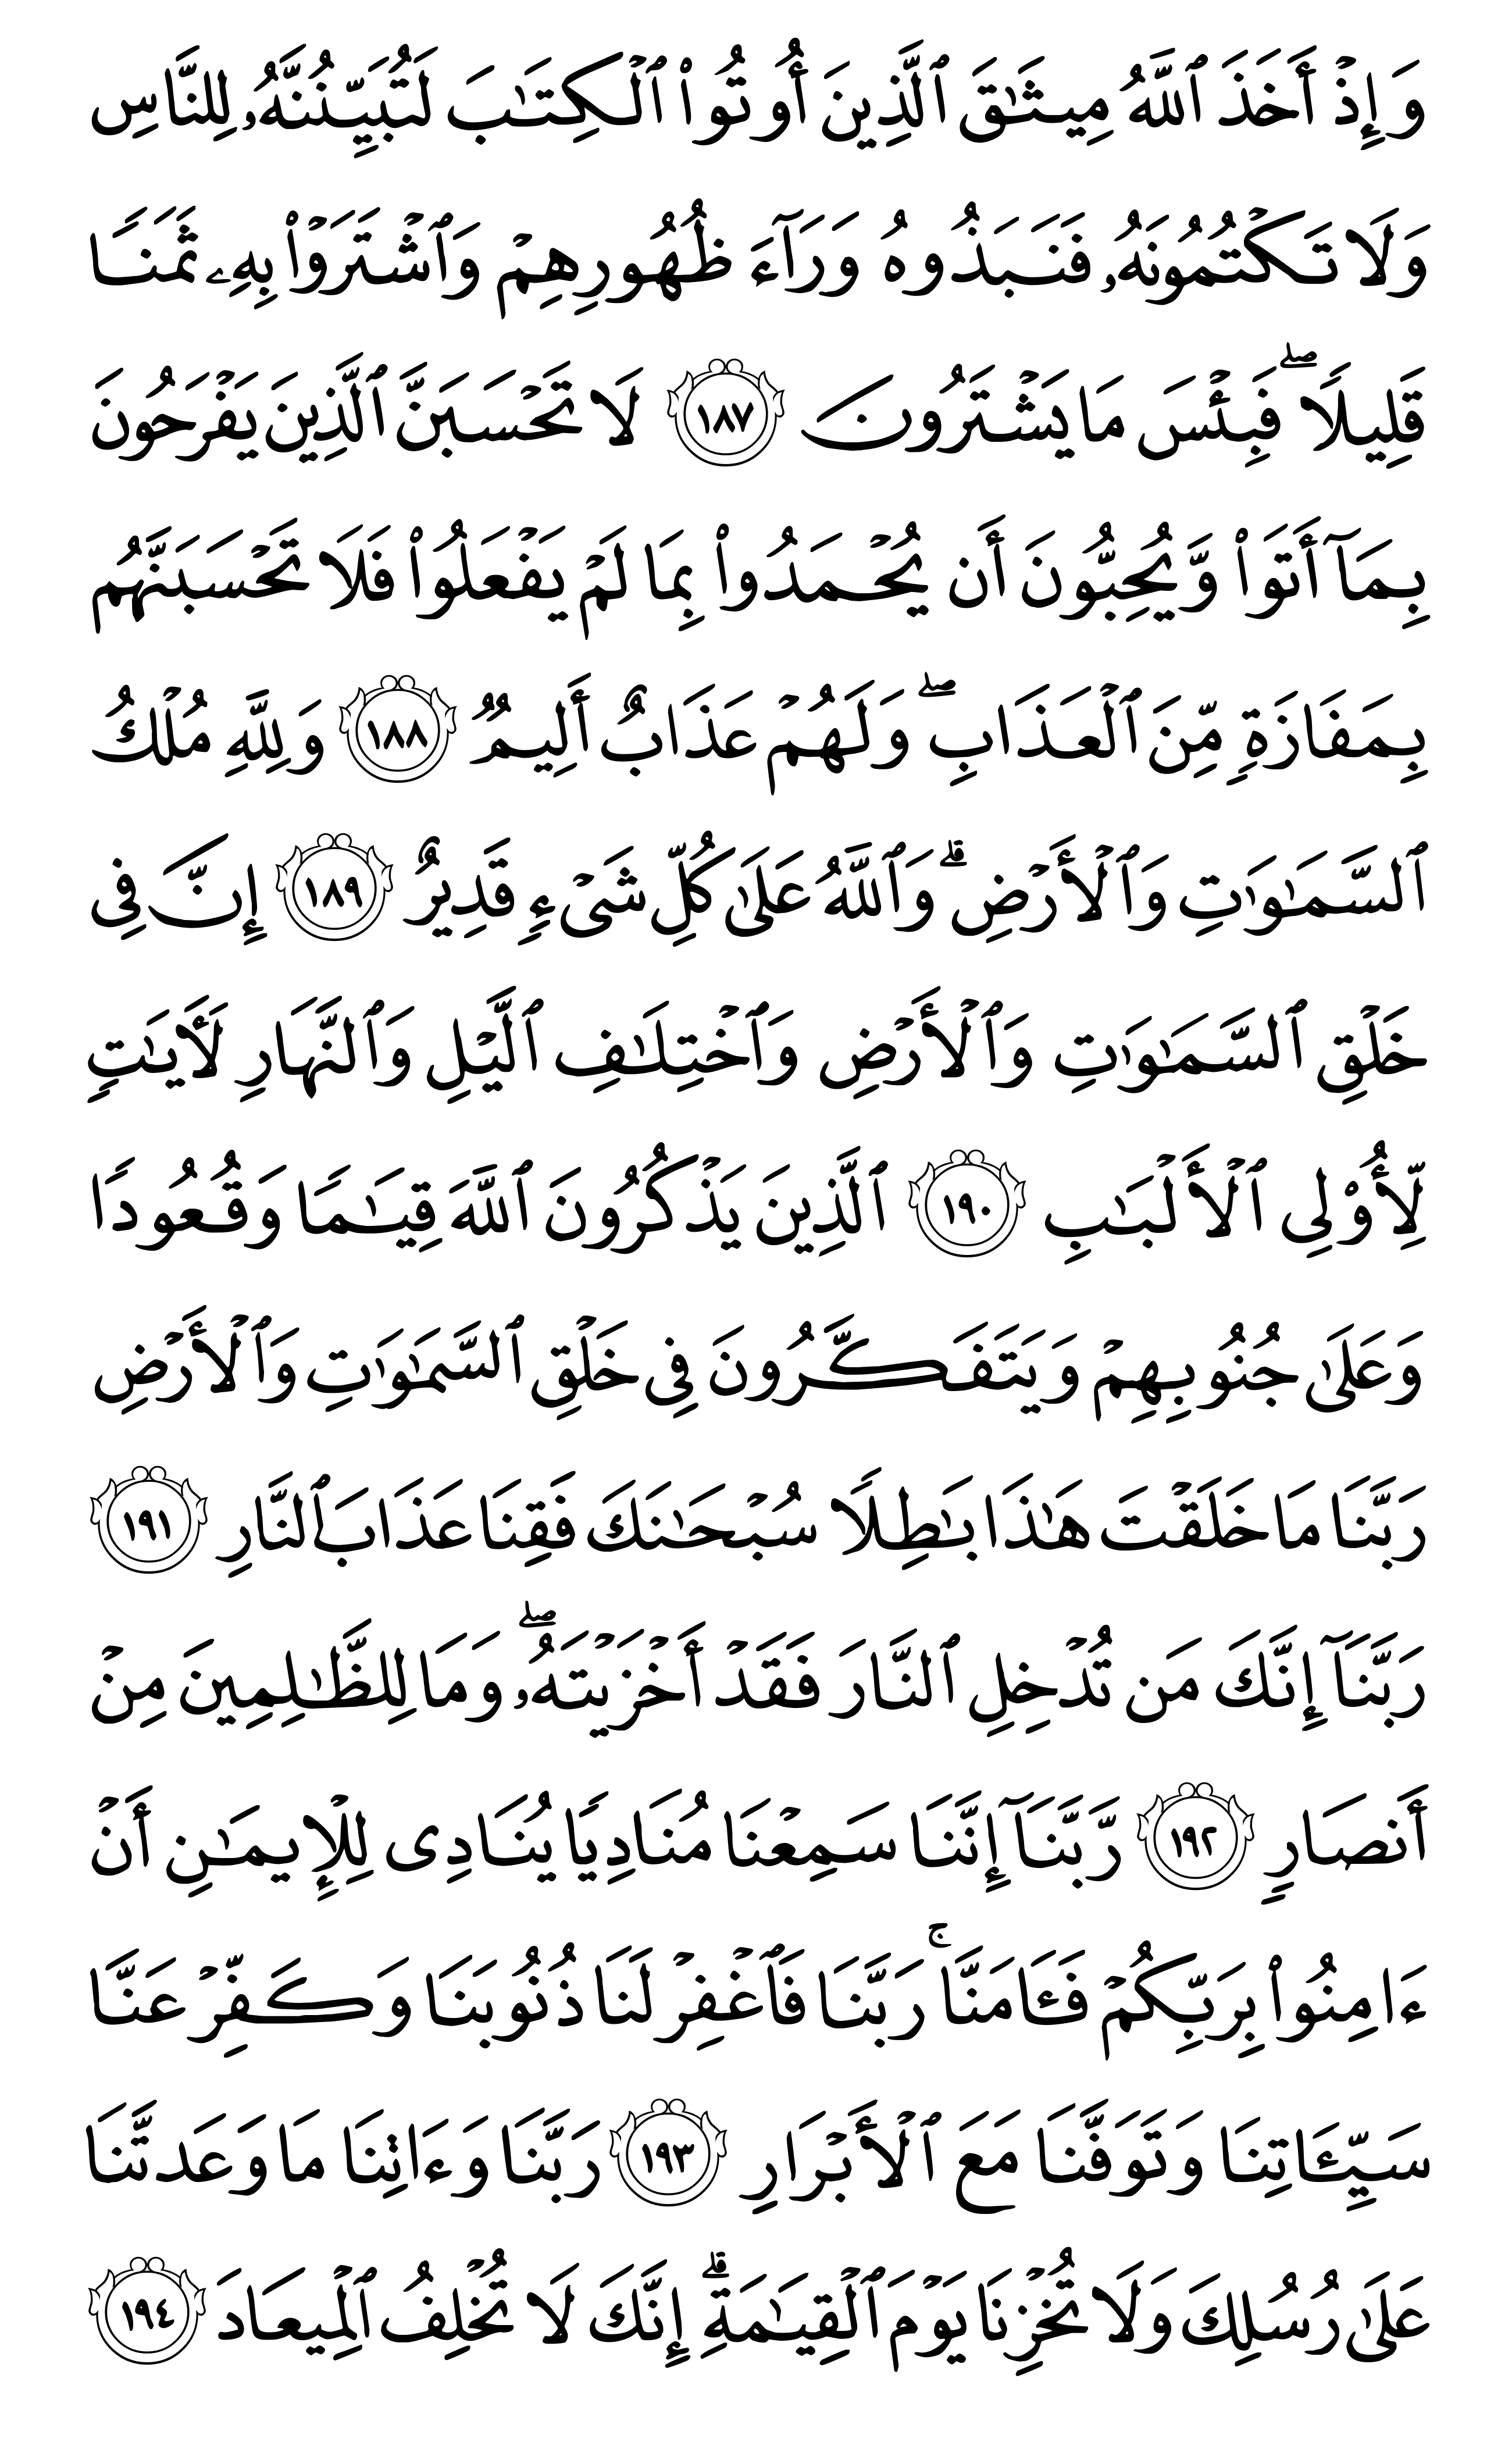 وَإِذۡ أَخَذَ ٱللَّهُ مِيثَٰقَ ٱلَّذِينَ أُوتُواْ ٱلۡكِتَٰبَ لَتُبَيِّنُنَّهُۥ لِلنَّاسِ
وَلَا تَكۡتُمُونَهُۥ فَنَبَذُوهُ وَرَآءَ ظُهُورِهِمۡ وَٱشۡتَرَوۡاْ بِهِۦ ثَمَنٗا
قَلِيلٗاۖ فَبِئۡسَ مَا يَشۡتَرُونَ ١٨٧ لَا تَحۡسَبَنَّ ٱلَّذِينَ يَفۡرَحُونَ
بِمَآ أَتَواْ وَّيُحِبُّونَ أَن يُحۡمَدُواْ بِمَا لَمۡ يَفۡعَلُواْ فَلَا تَحۡسَبَنَّهُم
بِمَفَازَةٖ مِّنَ ٱلۡعَذَابِۖ وَلَهُمۡ عَذَابٌ أَلِيمٞ ١٨٨ وَلِلَّهِ مُلۡكُ
ٱلسَّمَٰوَٰتِ وَٱلۡأَرۡضِۗ وَٱللَّهُ عَلَىٰ كُلِّ شَيۡءٖ قَدِيرٌ ١٨٩ إِنَّ فِي
خَلۡقِ ٱلسَّمَٰوَٰتِ وَٱلۡأَرۡضِ وَٱخۡتِلَٰفِ ٱلَّيۡلِ وَٱلنَّهَارِ لَأٓيَٰتٖ
لِّأُوْلِي ٱلۡأَلۡبَٰبِ ١٩٠ ٱلَّذِينَ يَذۡكُرُونَ ٱللَّهَ قِيَٰمٗا وَقُعُودٗا
وَعَلَىٰ جُنُوبِهِمۡ وَيَتَفَكَّرُونَ فِي خَلۡقِ ٱلسَّمَٰوَٰتِ وَٱلۡأَرۡضِ
رَبَّنَا مَا خَلَقۡتَ هَٰذَا بَٰطِلٗا سُبۡحَٰنَكَ فَقِنَا عَذَابَ ٱلنَّارِ ١٩١
رَبَّنَآ إِنَّكَ مَن تُدۡخِلِ ٱلنَّارَ فَقَدۡ أَخۡزَيۡتَهُۥۖ وَمَا لِلظَّٰلِمِينَ مِنۡ
أَنصَارٖ ١٩٢ رَّبَّنَآ إِنَّنَا سَمِعۡنَا مُنَادِيٗا يُنَادِي لِلۡإِيمَٰنِ أَنۡ
ءَامِنُواْ بِرَبِّكُمۡ فَـَٔامَنَّاۚ رَبَّنَا فَٱغۡفِرۡ لَنَا ذُنُوبَنَا وَكَفِّرۡ عَنَّا
سَيِّـَٔاتِنَا وَتَوَفَّنَا مَعَ ٱلۡأَبۡرَارِ ١٩٣ رَبَّنَا وَءَاتِنَا مَا وَعَدتَّنَا
عَلَىٰ رُسُلِكَ وَلَا تُخۡزِنَا يَوۡمَ ٱلۡقِيَٰمَةِۗ إِنَّكَ لَا تُخۡلِفُ ٱلۡمِيعَادَ ١٩٤